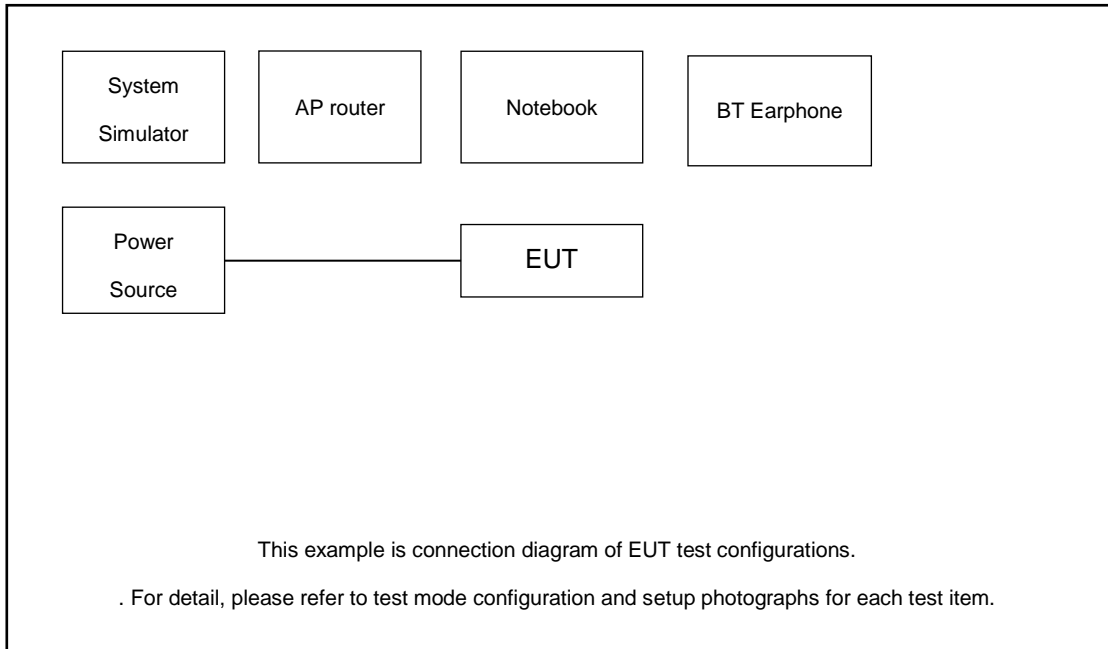 System
Simulator
AP router
Notebook
BT Earphone
Power
Source
EUT
This example is connection diagram of EUT test configurations.
. For detail, please refer to test mode configuration and setup photographs for each test item.